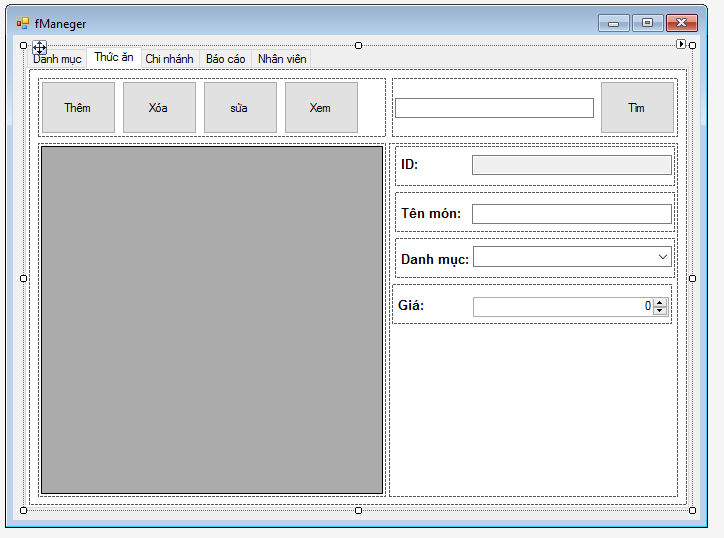 fManeger
Danh mục Thức ăn Chi nhánh Báo cáo Nhân viên
Thêm Xóa sửa Xem Tìm
ID:
Tên món:
Danh mục:
Giá: 0